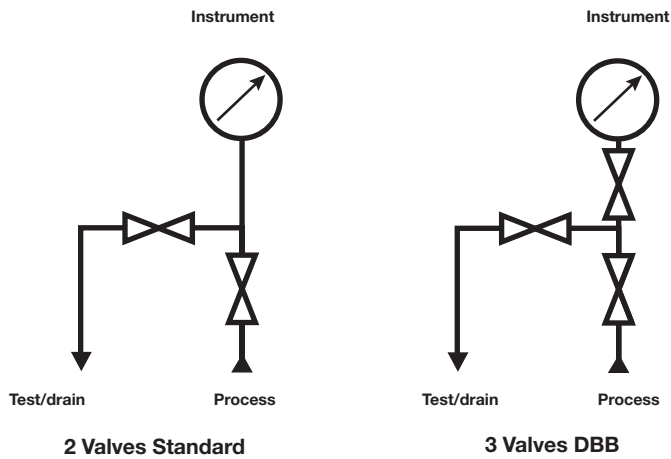 Instrument
Instrument
Test/drain
Process
Test/drain
Process
2 Valves Standard
3 Valves DBB